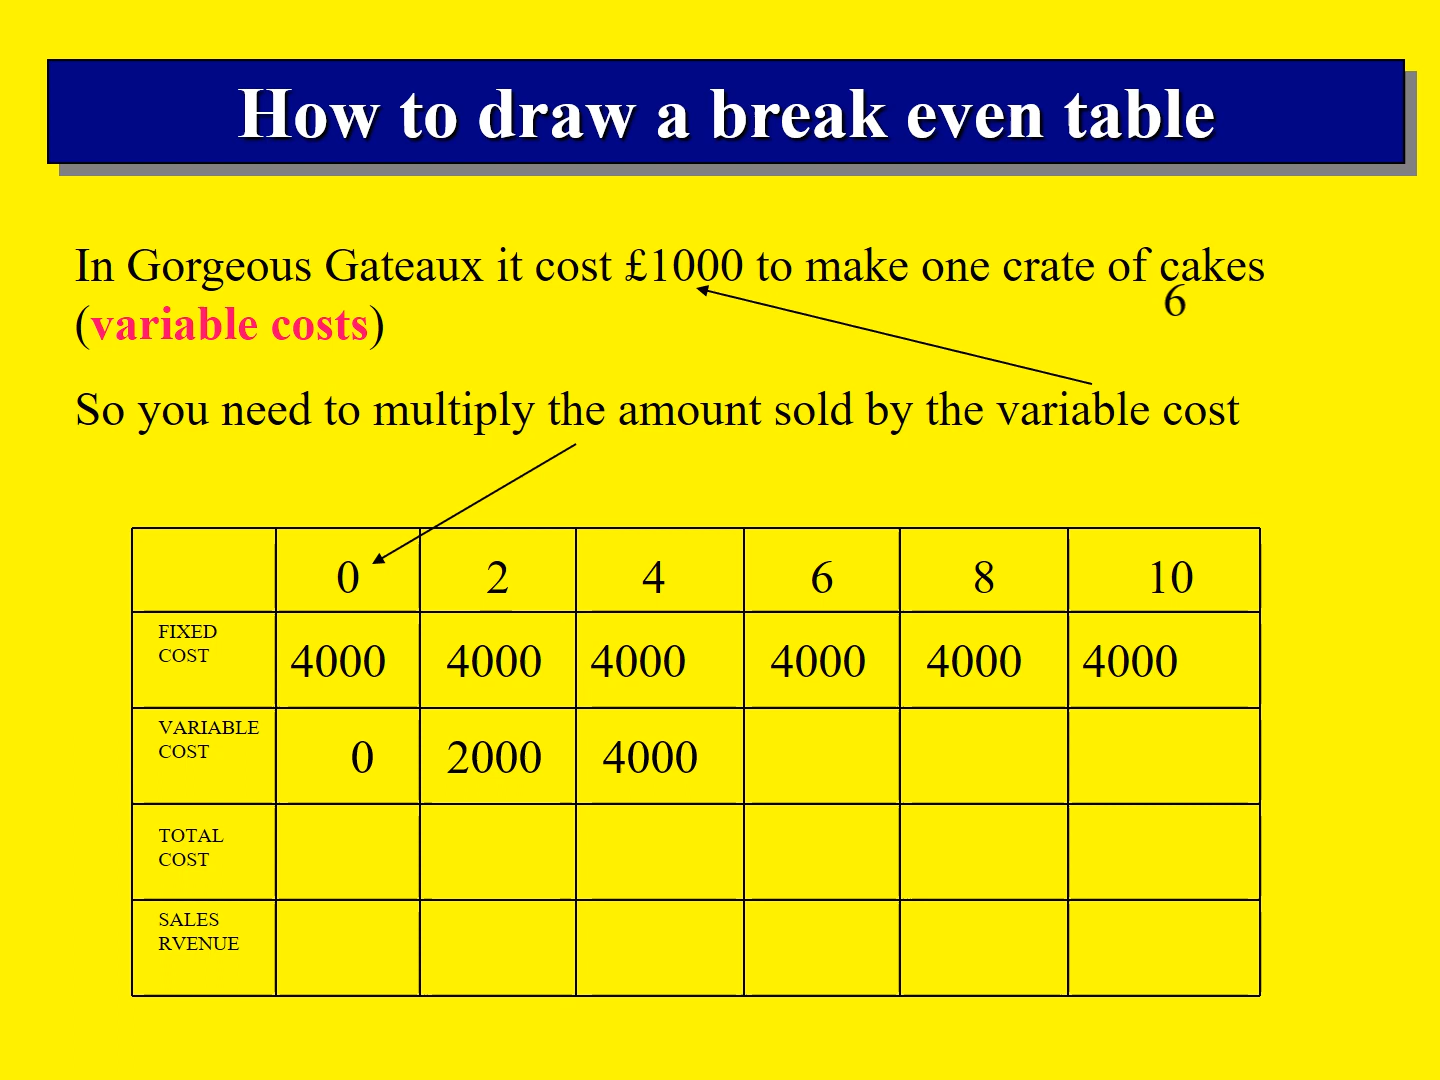 How to draw a break even table
In Gorgeous Gateaux it cost £1000 to make one crate of cakes
6
(variable costs)
So you need to multiply the amount sold by the variable cost
0 2 4 6 8 10
FIXED
COST
4000 4000 4000 4000 4000 4000
VARIABLE
COST
0 2000 4000
TOTAL
COST
SALES
RVENUE